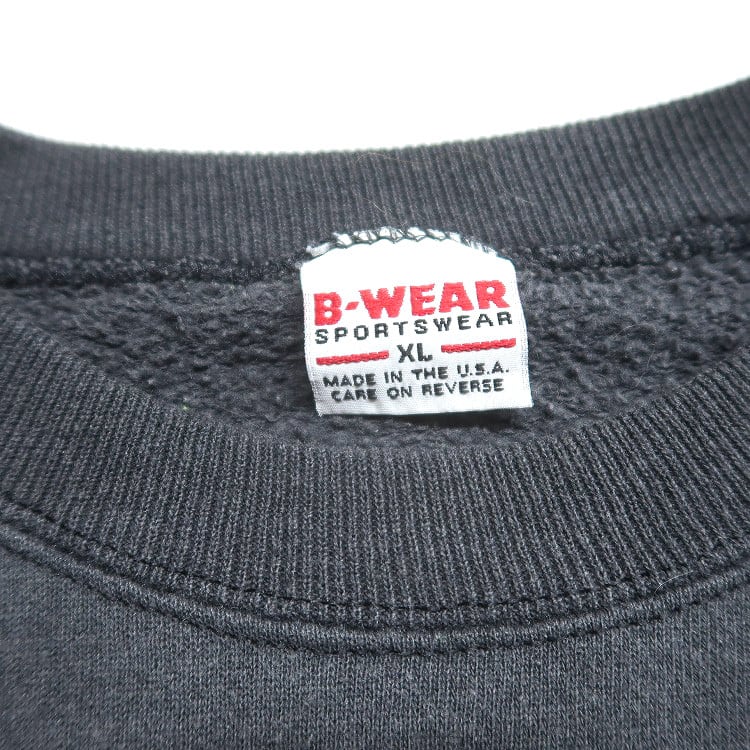 B-WEAR
SPORTSWEAR
XL
MADE IN THE U.S.A.
CARE ON REVERSE